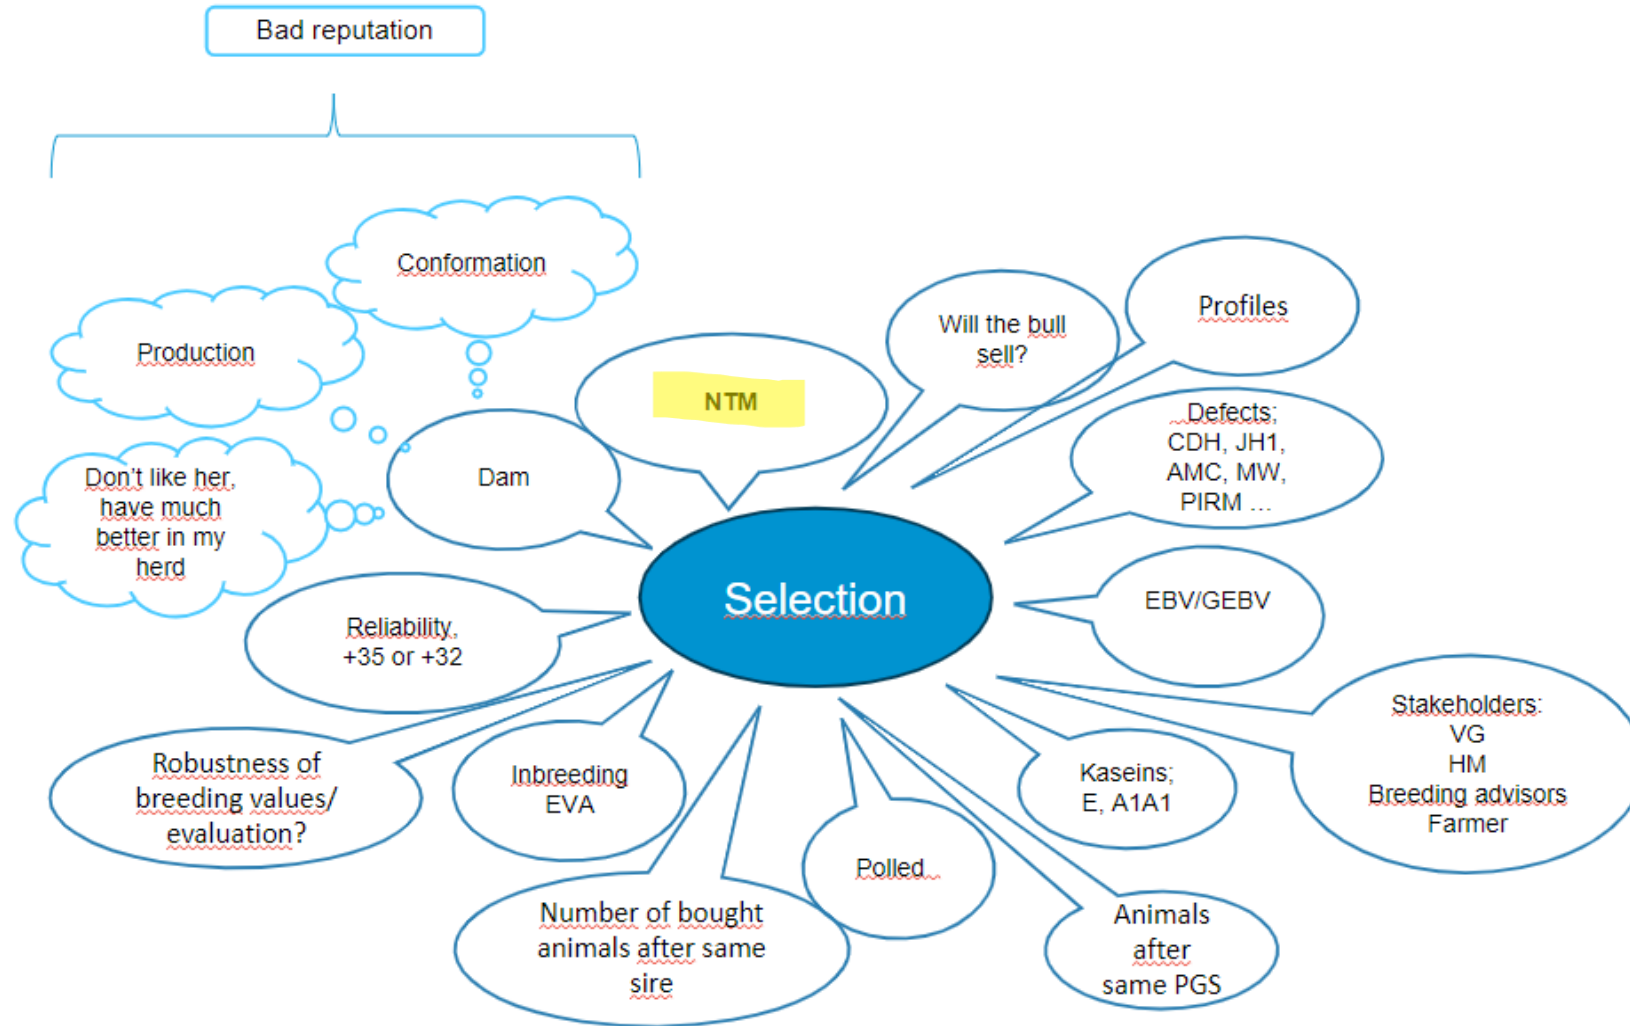 Bad reputation
Conformation
Production
Don't like her,
have much
better in my
herd
Dam
NTM
Will the bull
sell?
Profiles
Defects;
CDH, JH1,
AMC, MW,
PIRM ...
Selection
EBV/GEBV
Reliability,
+35 or +32
Stakeholders:
VG
HM
Breeding advisors
Farmer
Robustness of
breeding values/
evaluation?
Inbreeding
EVA
Kaseins;
E, A1A1
Polled
Number of bought
animals after same
sire
Animals
after
same PGS